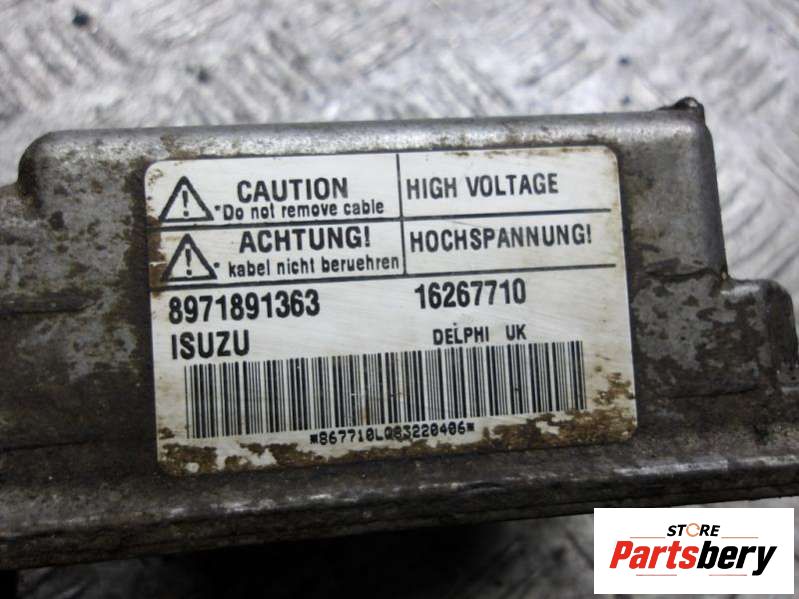 CAUTION
*Do not remove cable
HIGH VOLTAGE
ACHTUNG!
*kabel nicht beruehren
HOCHSPANNUNG!
8971891363
16267710
ISUZU
DELPHI UK
*867710LQ83220406*
STORE
Partsbery